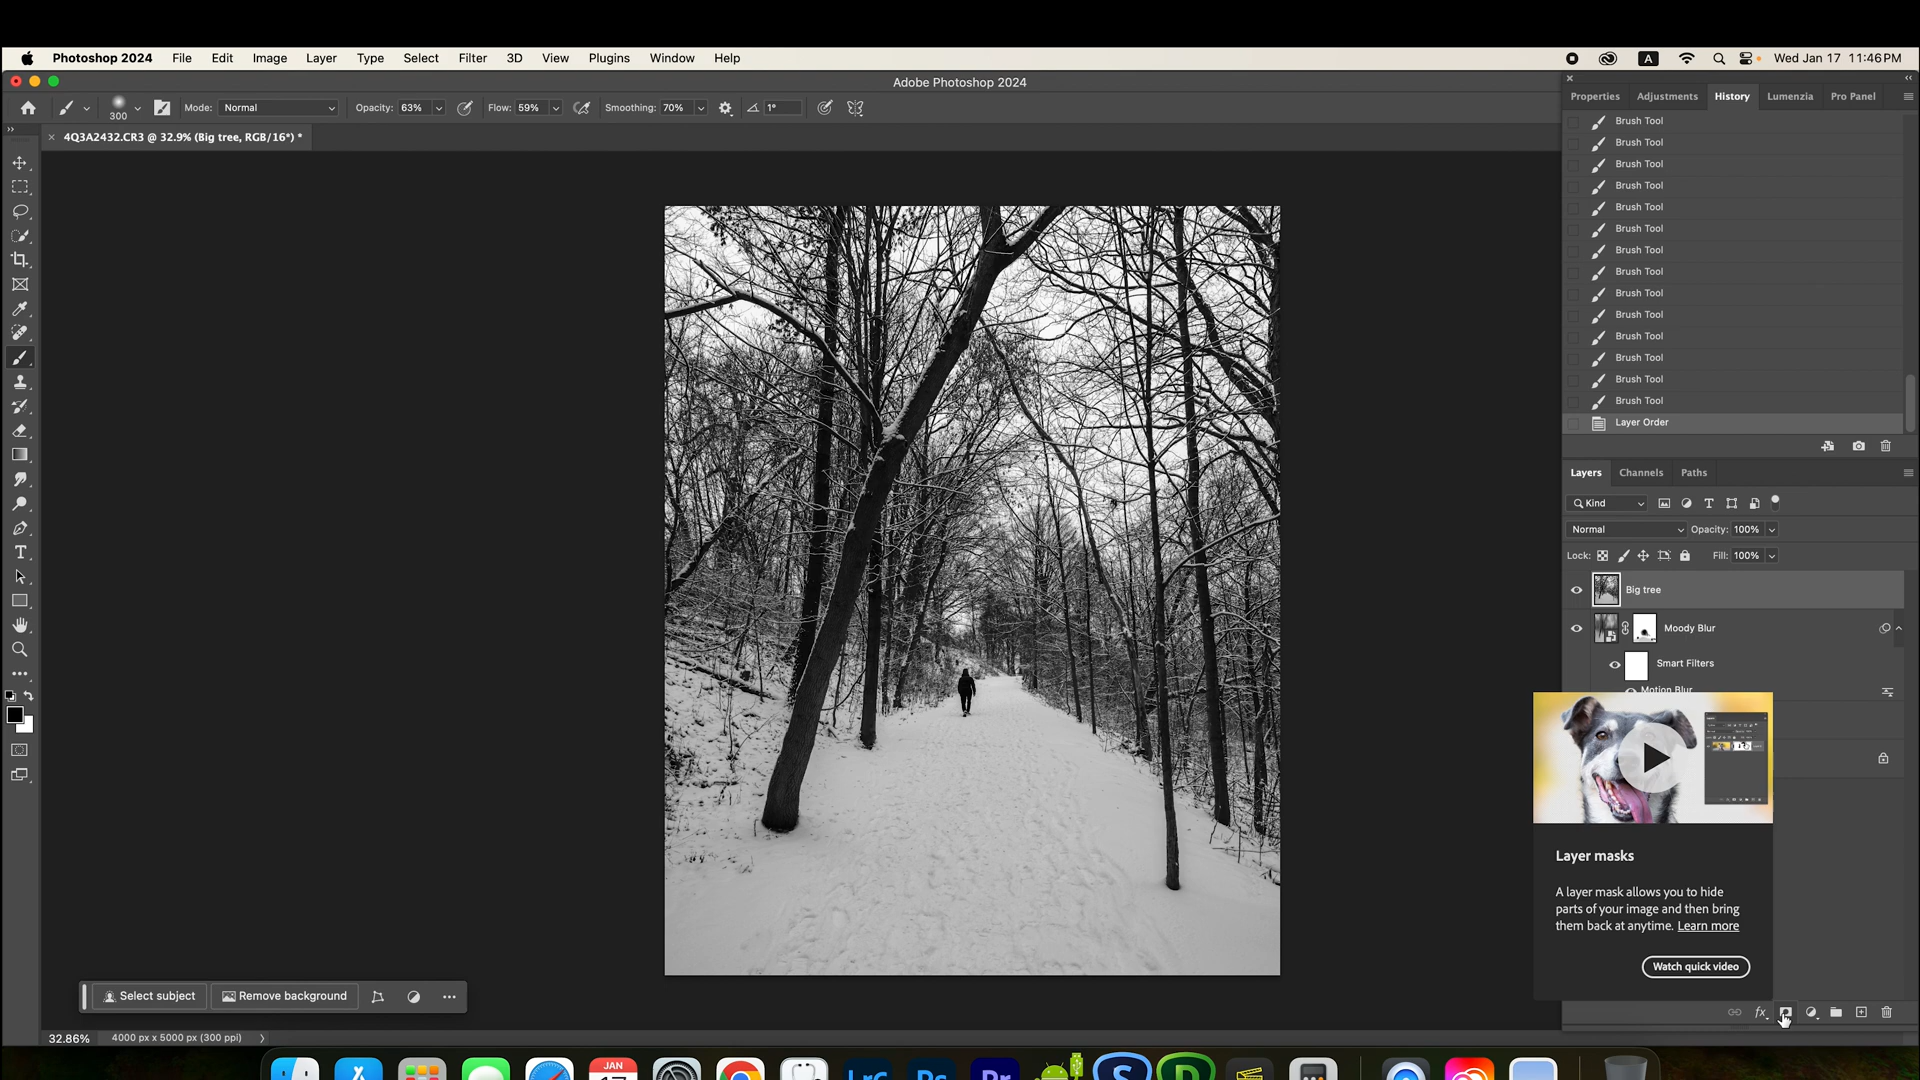 Photoshop 2024 File Edit Image Layer Type Select Filter 3D View Plugins Window Help A Wed Jan 17 11:46 PM
Adobe Photoshop 2024
300 Mode: Normal Opacity: 63% Flow: 59% Smoothing: 70% 1°
Properties Adjustments History Lumenzia Pro Panel
4Q3A2432.CR3 @ 32.9% (Big tree, RGB/16*) *
Brush Tool
Brush Tool
Brush Tool
Brush Tool
Brush Tool
Brush Tool
Brush Tool
Brush Tool
Brush Tool
Brush Tool
Brush Tool
Brush Tool
Brush Tool
Brush Tool
Layer Order
Layers Channels Paths
Kind
Normal Opacity: 100%
Lock: Fill: 100%
Big tree
Moody Blur
Smart Filters
Motion Blur
Layer masks
A layer mask allows you to hide
parts of your image and then bring
them back at anytime. Learn more
Watch quick video
Select subject Remove background
fx
32.86% 4000 px x 5000 px (300 ppi)
JAN
17
LrC Ps Pr S D